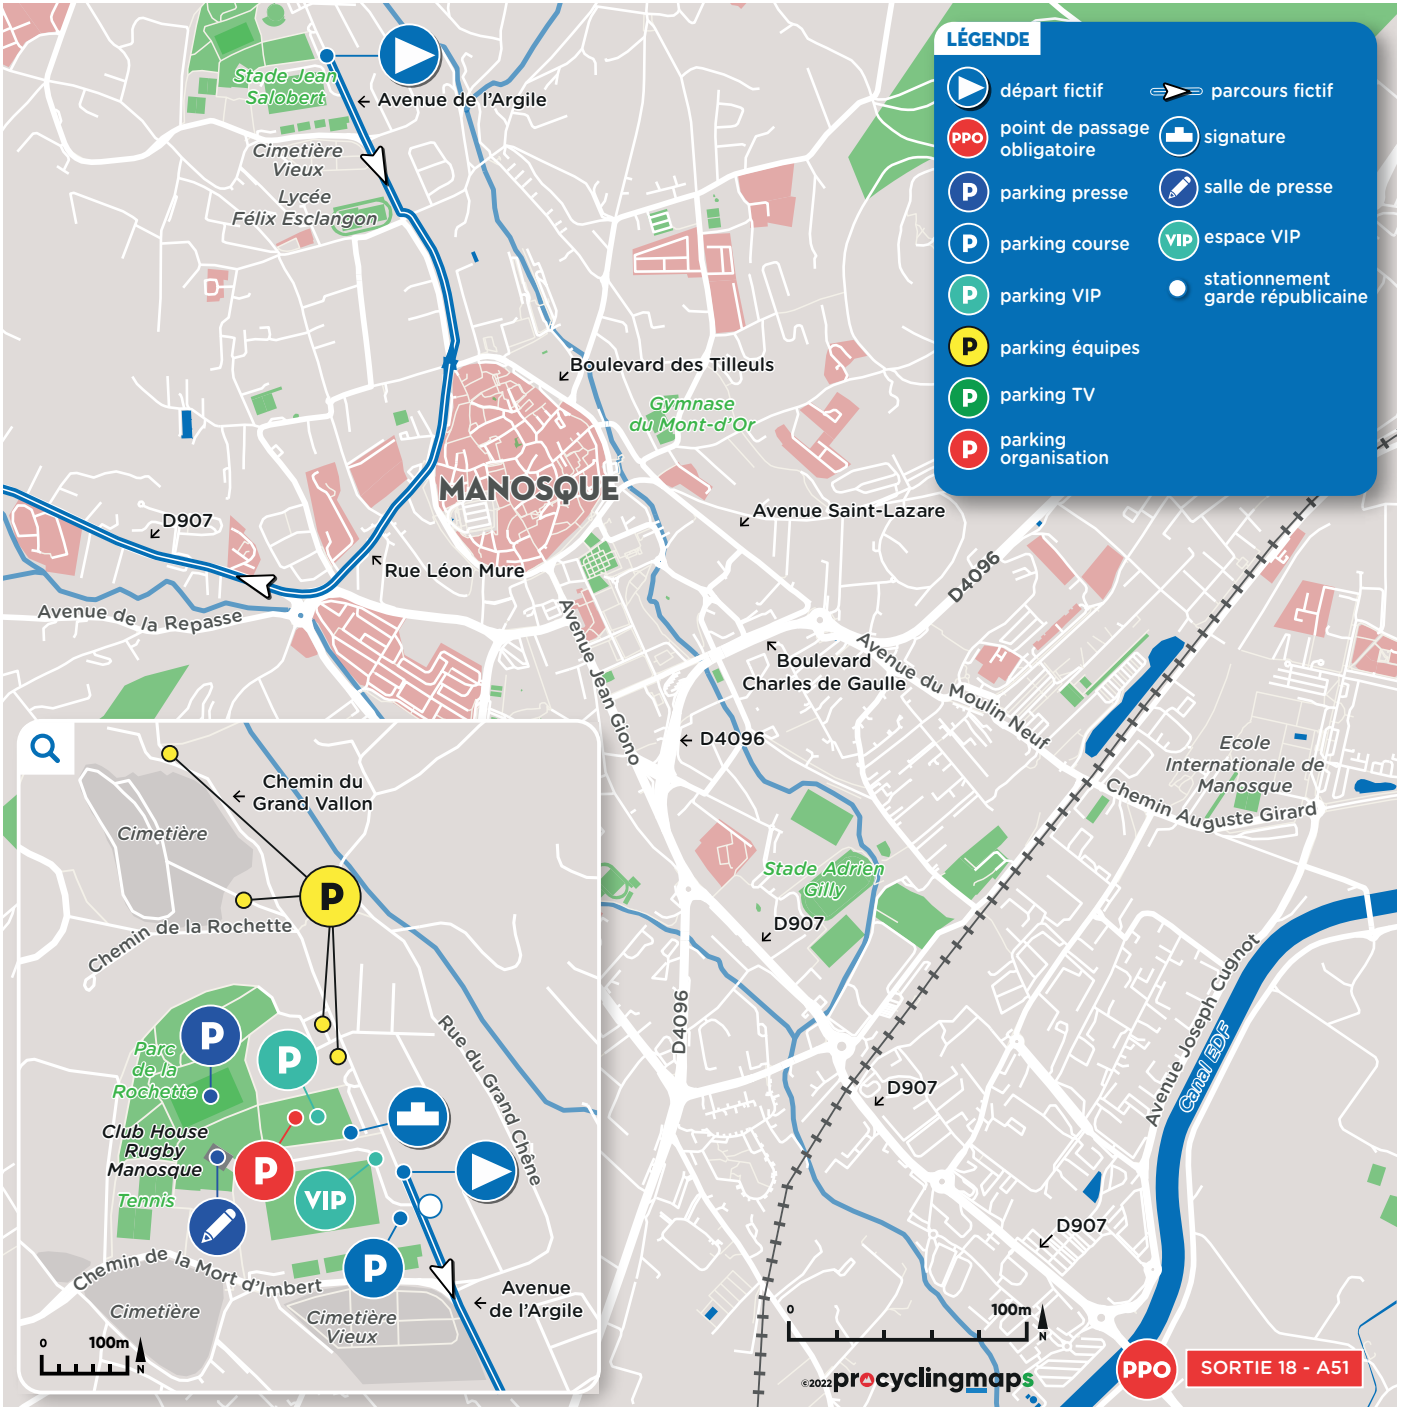 LÉGENDE
départ fictif
PPO
point de passage
obligatoire
P
parking presse
P
parking course
P
parking VIP
P
parking équipes
P
parking TV
P
parking
organisation
parcours fictif
signature
salle de presse
VIP
espace VIP
stationnement
garde républicaine
Stade Jean
Salobert
Avenue de l'Argile
Cimetière
Vieux
Lycée
Félix Esclangon
Boulevard des Tilleuls
Gymnase
du Mont-d'Or
MANOSQUE
Avenue Saint-Lazare
D907
Rue Léon Mure
Avenue de la Repasse
Avenue Jean Giono
D4096
Boulevard
Charles de Gaulle
Avenue du Moulin Neuf
D4096
Ecole
Internationale de
Manosque
Chemin Auguste Girard
Stade Adrien
Gilly
D907
D4096
Avenue Joseph Cugnot
Canal EDF
D907
D907
Chemin du
Grand Vallon
Cimetière
P
Chemin de la Rochette
P
P
Parc
de la
Rochette
Rue du Grand Chêne
Club House
Rugby
Manosque
P
VIP
Tennis
P
Chemin de la Mort d'Imbert
Cimetière
Cimetière
Vieux
Avenue
de l'Argile
0 100m
N
0 100m
N
©2022 procyclingmaps
PPO
SORTIE 18 - A51